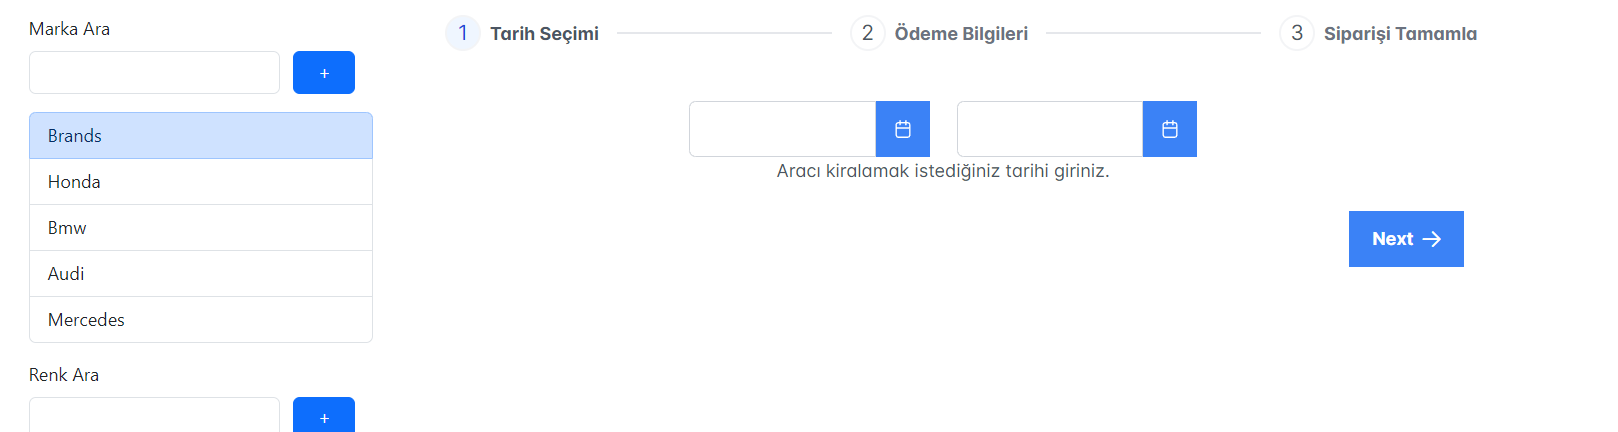 Marka Ara
+
Brands
Honda
Bmw
Audi
Mercedes
Renk Ara
+
1 Tarih Seçimi
2 Ödeme Bilgileri
3 Siparişi Tamamla
Aracı kiralamak istediğiniz tarihi giriniz.
Next →